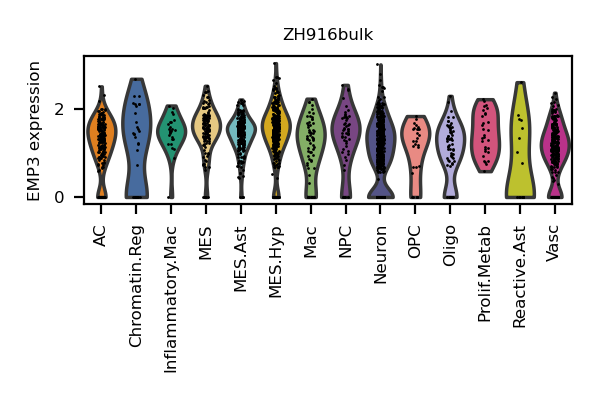 ZH916bulk
EMP3 expression
2
0
AC
Chromatin.Reg
Inflammatory.Mac
MES
MES.Ast
MES.Hyp
Mac
NPC
Neuron
OPC
Oligo
Prolif.Metab
Reactive.Ast
Vasc